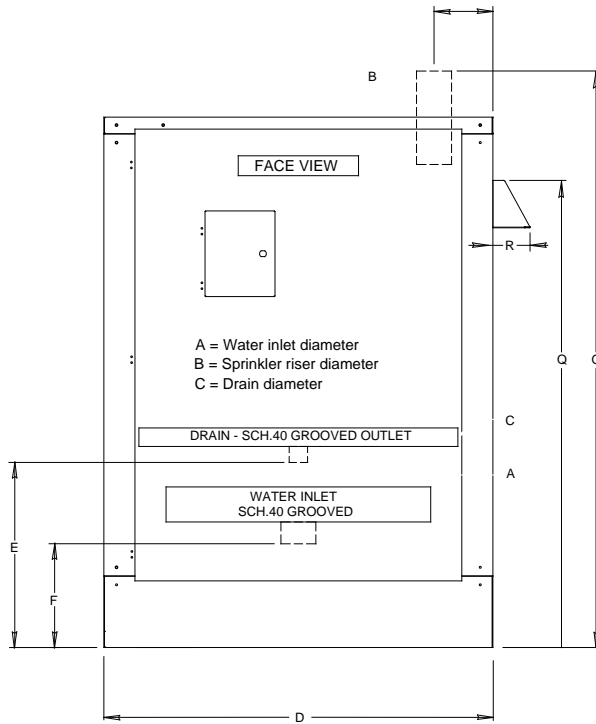 B
FACE VIEW
R
A = Water inlet diameter
B = Sprinkler riser diameter
C = Drain diameter
Q
C
DRAIN - SCH.40 GROOVED OUTLET
A
WATER INLET
SCH.40 GROOVED
E
F
D